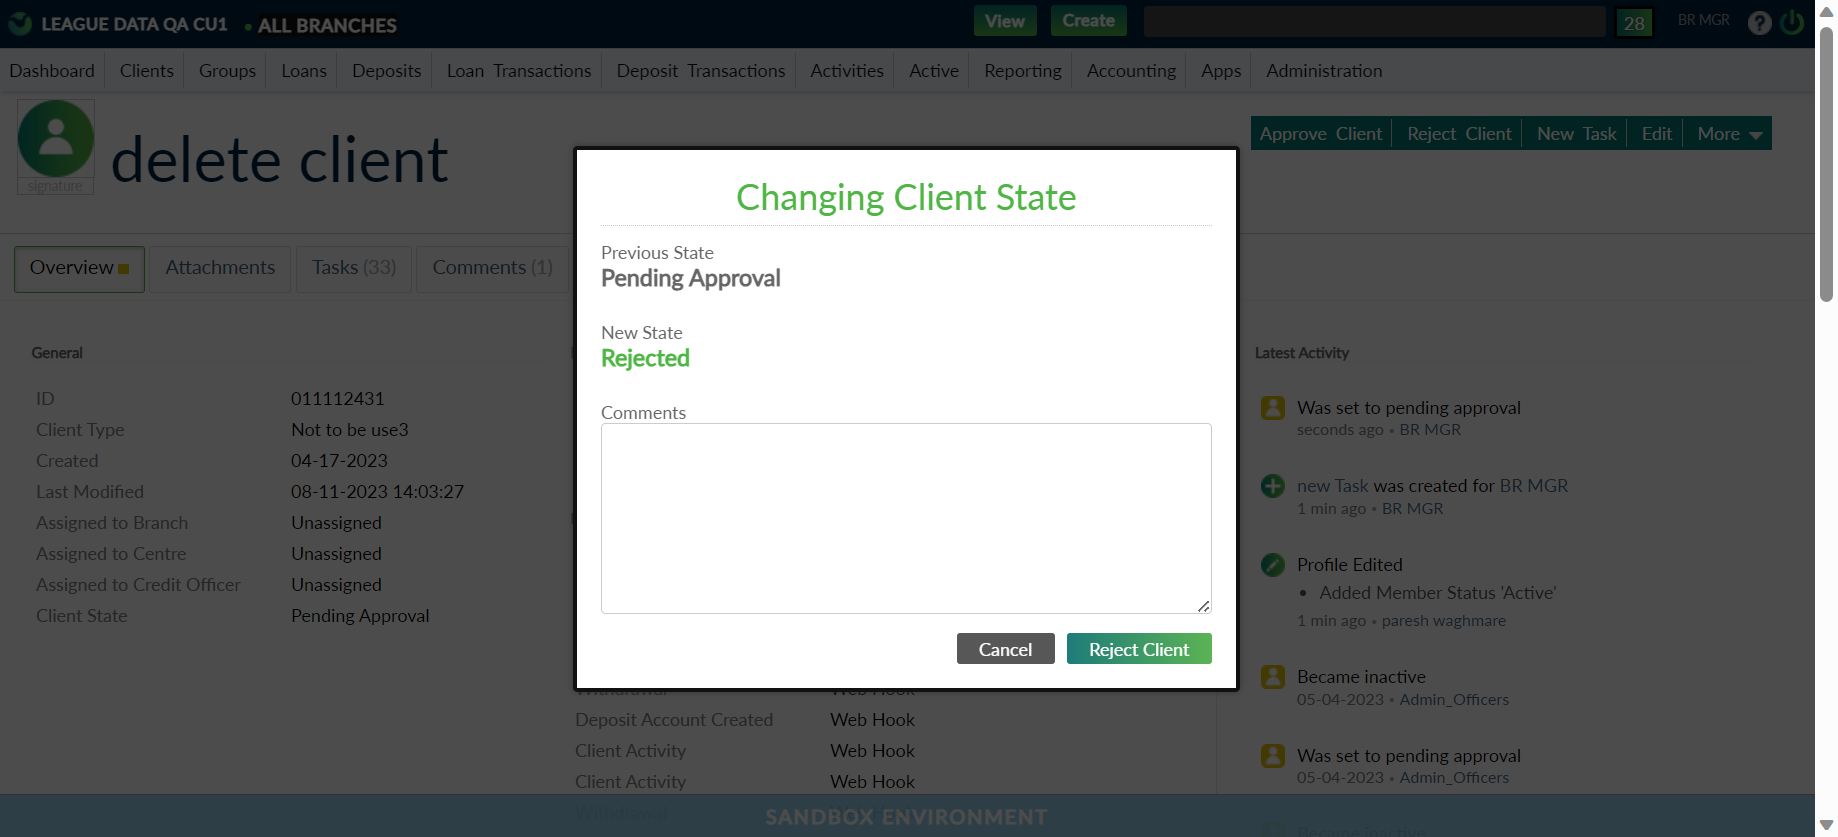 LEAGUE DATA QA CU1 • ALL BRANCHES
View
Create
28
BR MGR
?
Dashboard
Clients
Groups
Loans
Deposits
Loan Transactions
Deposit Transactions
Activities
Active
Reporting
Accounting
Apps
Administration
signature
delete client
Approve Client
Reject Client
New Task
Edit
More
Overview
Attachments
Tasks (33)
Comments (1)
General
ID 011112431
Client Type Not to be use3
Created 04-17-2023
Last Modified 08-11-2023 14:03:27
Assigned to Branch Unassigned
Assigned to Centre Unassigned
Assigned to Credit Officer Unassigned
Client State Pending Approval
Changing Client State
Previous State
Pending Approval
New State
Rejected
Comments
Cancel
Reject Client
Withdrawal Web Hook
Deposit Account Created Web Hook
Client Activity Web Hook
Client Activity Web Hook
Withdrawal
Latest Activity
Was set to pending approval
seconds ago • BR MGR
new Task was created for BR MGR
1 min ago • BR MGR
Profile Edited
• Added Member Status 'Active'
1 min ago • paresh waghmare
Became inactive
05-04-2023 • Admin_Officers
Was set to pending approval
05-04-2023 • Admin_Officers
Became inactive
SANDBOX ENVIRONMENT